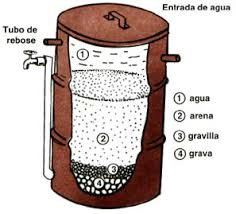 Entrada de agua
Tubo de
rebose
1 agua
2 arena
3 gravilla
4 grava
1
2
3
4